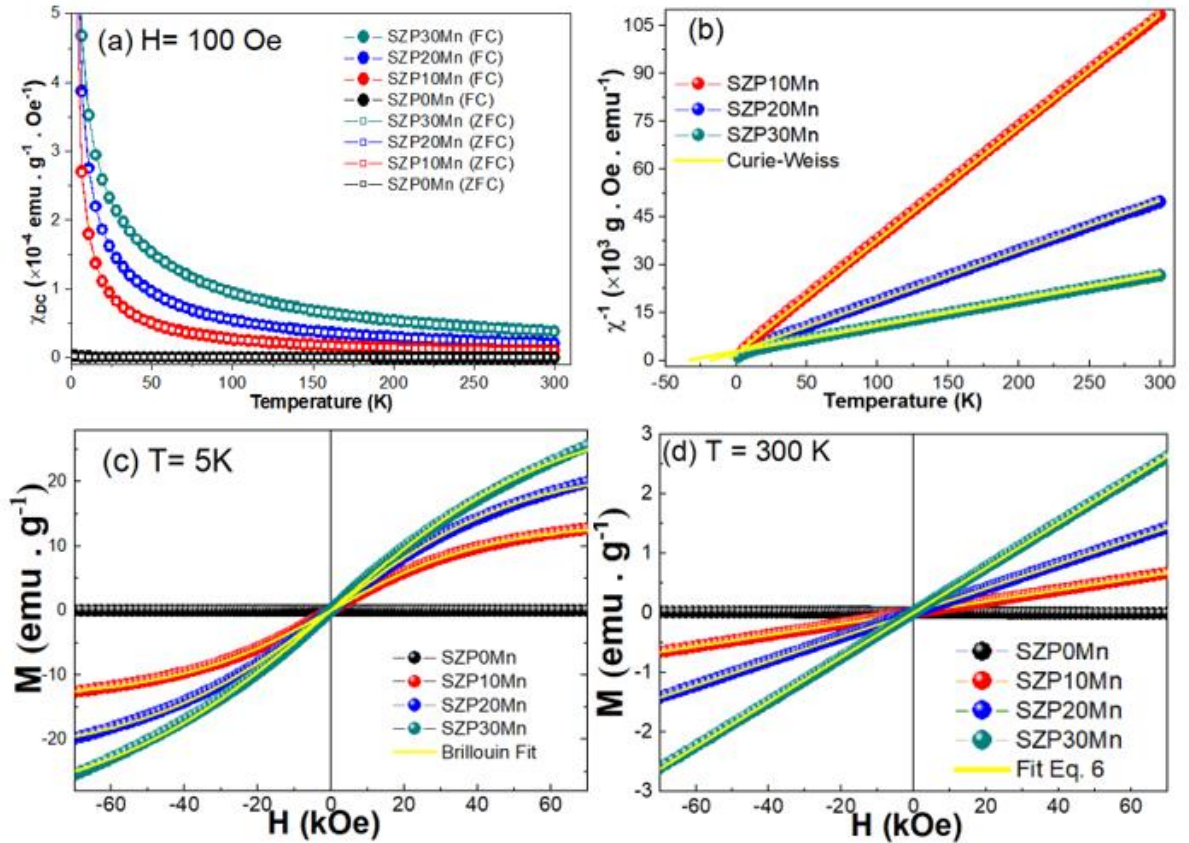 (a) H= 100 Oe
5
4
3
2
1
0
χDC (×10⁻⁴ emu . g⁻¹ . Oe⁻¹)
SZP30Mn (FC)
SZP20Mn (FC)
SZP10Mn (FC)
SZP0Mn (FC)
SZP30Mn (ZFC)
SZP20Mn (ZFC)
SZP10Mn (ZFC)
SZP0Mn (ZFC)
0 50 100 150 200 250 300
Temperature (K)
(b)
105
90
75
60
45
30
15
0
χ⁻¹ (×10³ g . Oe . emu⁻¹)
SZP10Mn
SZP20Mn
SZP30Mn
Curie-Weiss
-50 0 50 100 150 200 250 300
Temperature (K)
(c) T= 5K
20
10
0
-10
-20
M (emu . g⁻¹)
SZP0Mn
SZP10Mn
SZP20Mn
SZP30Mn
Brillouin Fit
-60 -40 -20 0 20 40 60
H (kOe)
(d) T = 300 K
3
2
1
0
-1
-2
-3
M (emu . g⁻¹)
SZP0Mn
SZP10Mn
SZP20Mn
SZP30Mn
Fit Eq. 6
-60 -40 -20 0 20 40 60
H (kOe)